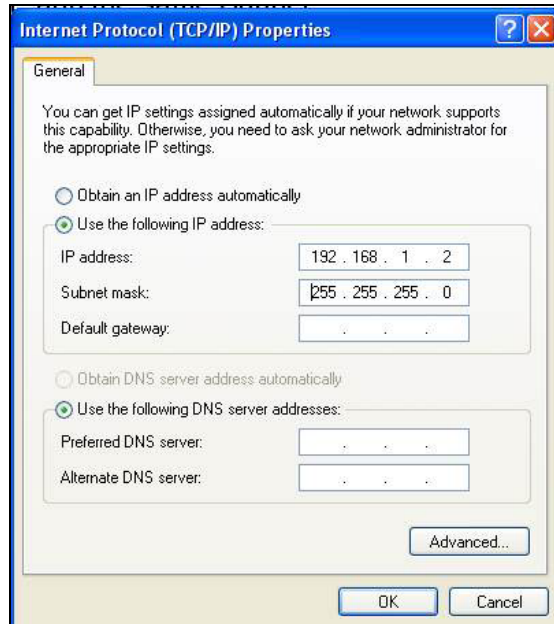 Internet Protocol (TCP/IP) Properties
General
You can get IP settings assigned automatically if your network supports
this capability. Otherwise, you need to ask your network administrator for
the appropriate IP settings.
Obtain an IP address automatically
Use the following IP address:
IP address: 192 . 168 . 1 . 2
Subnet mask: 255 . 255 . 255 . 0
Default gateway: . . .
Obtain DNS server address automatically
Use the following DNS server addresses:
Preferred DNS server: . . .
Alternate DNS server: . . .
Advanced...
OK Cancel